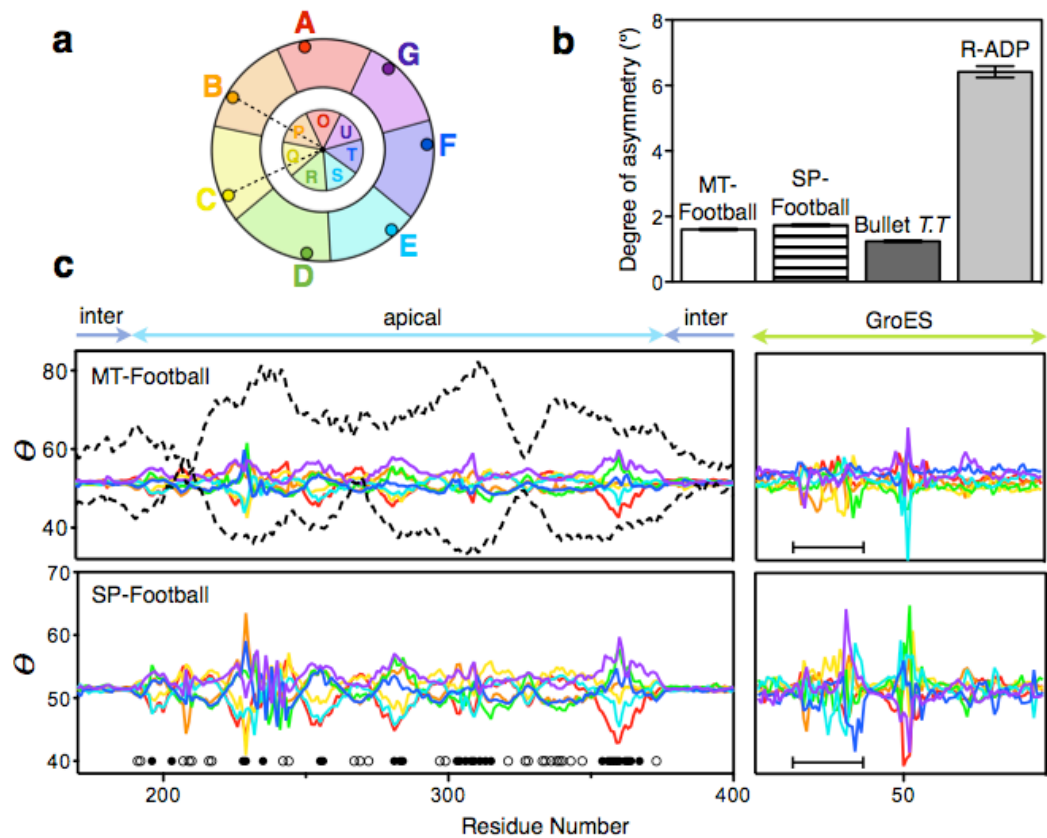 a
A
G
B
F
C
E
D
O
U
P
T
Q
S
R
b
Degree of asymmetry (°)
8
6
4
2
0
MT-
Football
SP-
Football
Bullet T.T
R-ADP
c
inter
apical
inter
GroES
MT-Football
80
60
40
Θ
SP-Football
70
60
50
40
Θ
200
300
400
50
Residue Number